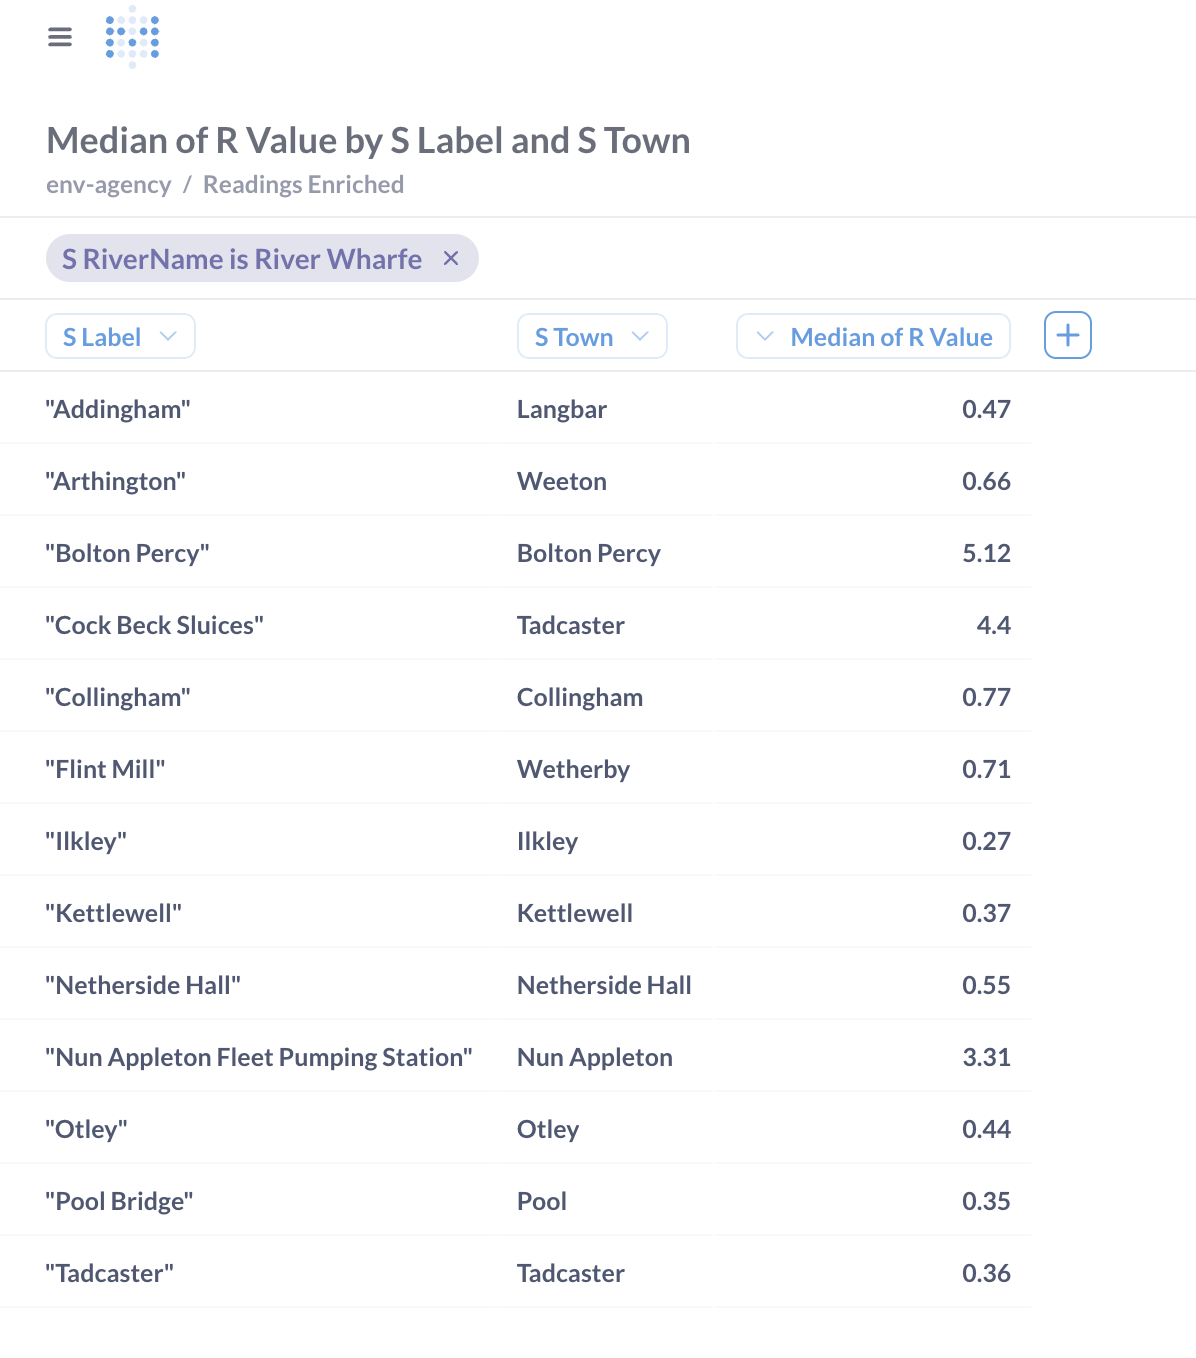 Median of R Value by S Label and S Town
env-agency / Readings Enriched
S RiverName is River Wharfe
S Label S Town Median of R Value
"Addingham" Langbar 0.47
"Arthington" Weeton 0.66
"Bolton Percy" Bolton Percy 5.12
"Cock Beck Sluices" Tadcaster 4.4
"Collingham" Collingham 0.77
"Flint Mill" Wetherby 0.71
"Ilkley" Ilkley 0.27
"Kettlewell" Kettlewell 0.37
"Netherside Hall" Netherside Hall 0.55
"Nun Appleton Fleet Pumping Station" Nun Appleton 3.31
"Otley" Otley 0.44
"Pool Bridge" Pool 0.35
"Tadcaster" Tadcaster 0.36